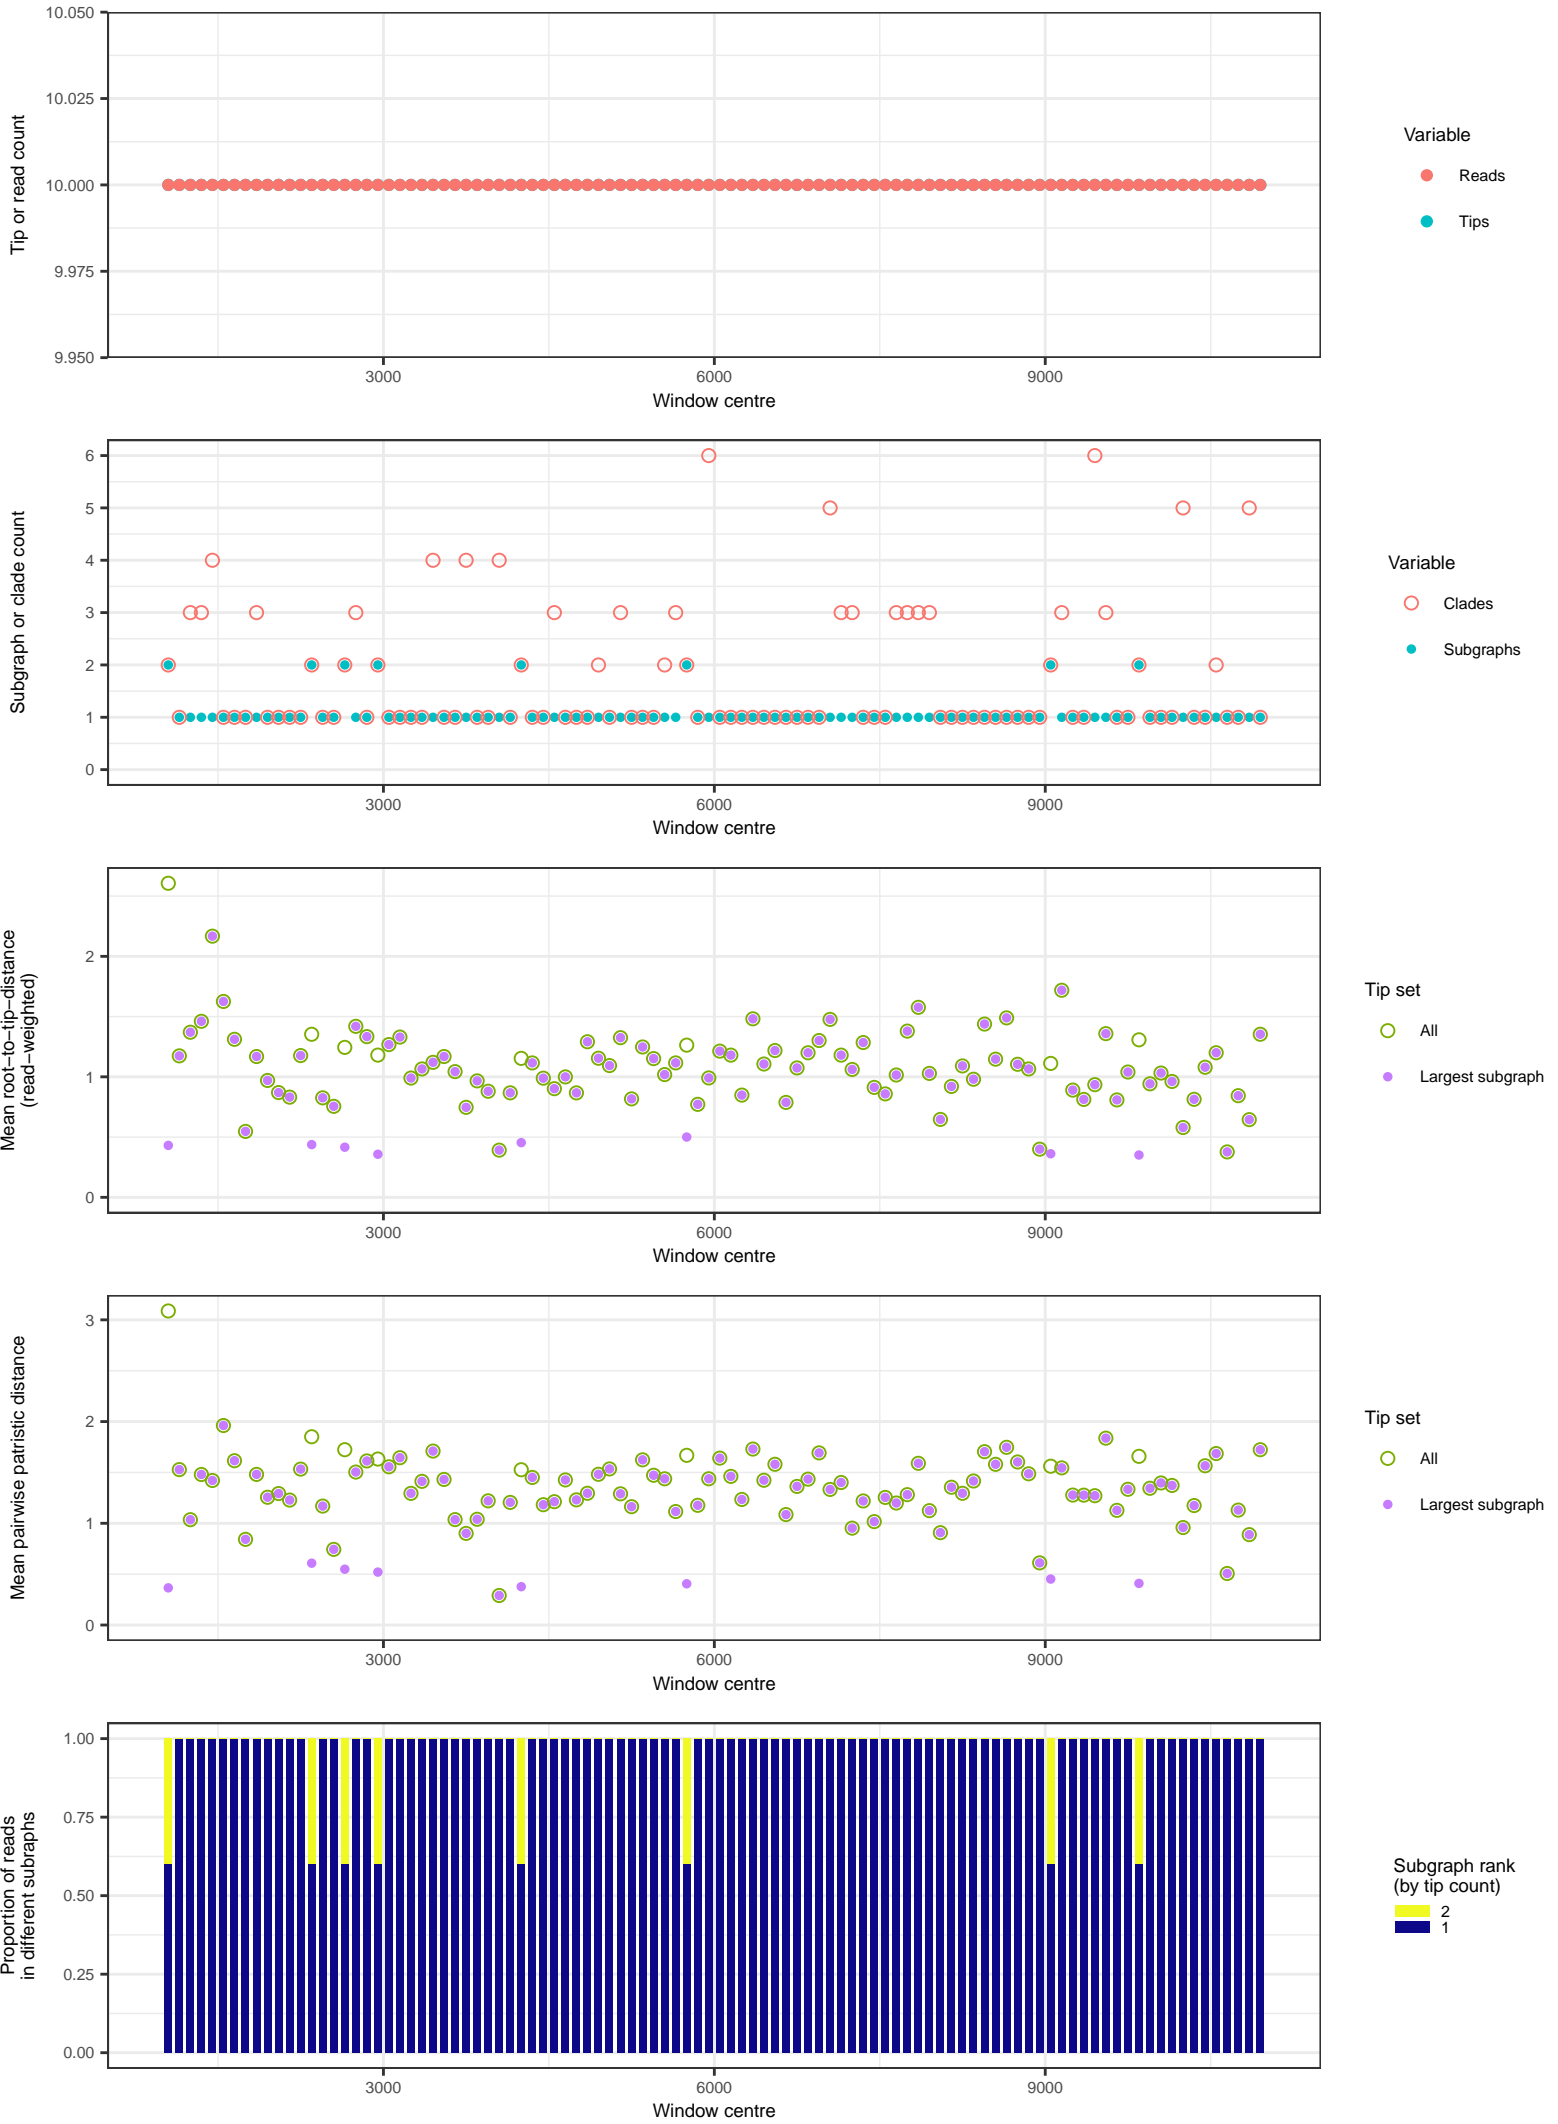 10.050
10.025
10.000
9.975
9.950
Tip or read count
3000
6000
9000
Window centre
Variable
Reads
Tips
6
5
4
3
2
1
0
Subgraph or clade count
3000
6000
9000
Window centre
Variable
Clades
Subgraphs
2
1
0
Mean root−to−tip−distance
(read−weighted)
3000
6000
9000
Window centre
Tip set
All
Largest subgraph
3
2
1
0
Mean pairwise patristic distance
3000
6000
9000
Window centre
Tip set
All
Largest subgraph
1.00
0.75
0.50
0.25
0.00
Proportion of reads
in different subraphs
3000
6000
9000
Window centre
Subgraph rank
(by tip count)
2
1